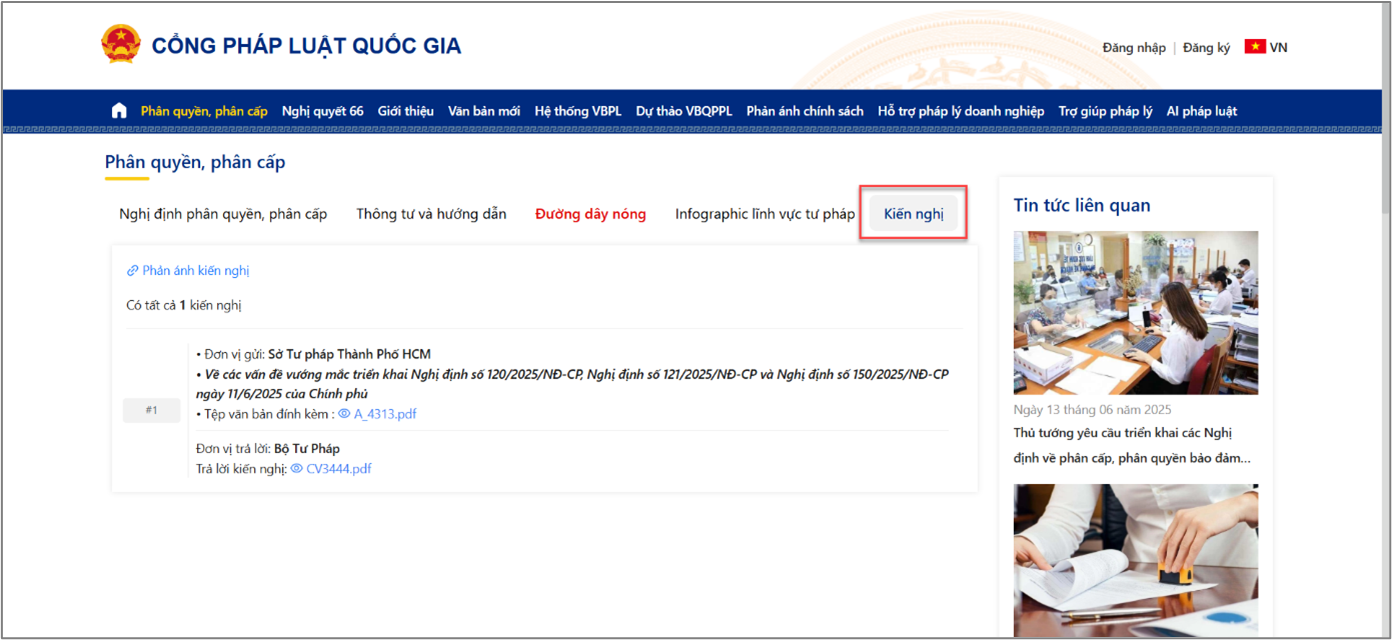 CỔNG PHÁP LUẬT QUỐC GIA
Đăng nhập | Đăng ký VN
Phân quyền, phân cấp Nghị quyết 66 Giới thiệu Văn bản mới Hệ thống VBPL Dự thảo VBQPPL Phản ánh chính sách Hỗ trợ pháp lý doanh nghiệp Trợ giúp pháp lý AI pháp luật
Phân quyền, phân cấp
Nghị định phân quyền, phân cấp Thông tư và hướng dẫn Đường dây nóng Infographic lĩnh vực tư pháp Kiến nghị
Phản ánh kiến nghị
Có tất cả 1 kiến nghị
#1
• Đơn vị gửi: Sở Tư pháp Thành Phố HCM
• Về các vấn đề vướng mắc triển khai Nghị định số 120/2025/NĐ-CP, Nghị định số 121/2025/NĐ-CP và Nghị định số 150/2025/NĐ-CP
ngày 11/6/2025 của Chính phủ
• Tệp văn bản đính kèm : A_4313.pdf
Đơn vị trả lời: Bộ Tư Pháp
Trả lời kiến nghị: CV3444.pdf
Tin tức liên quan
Ngày 13 tháng 06 năm 2025
Thủ tướng yêu cầu triển khai các Nghị
định về phân cấp, phân quyền bảo đảm...